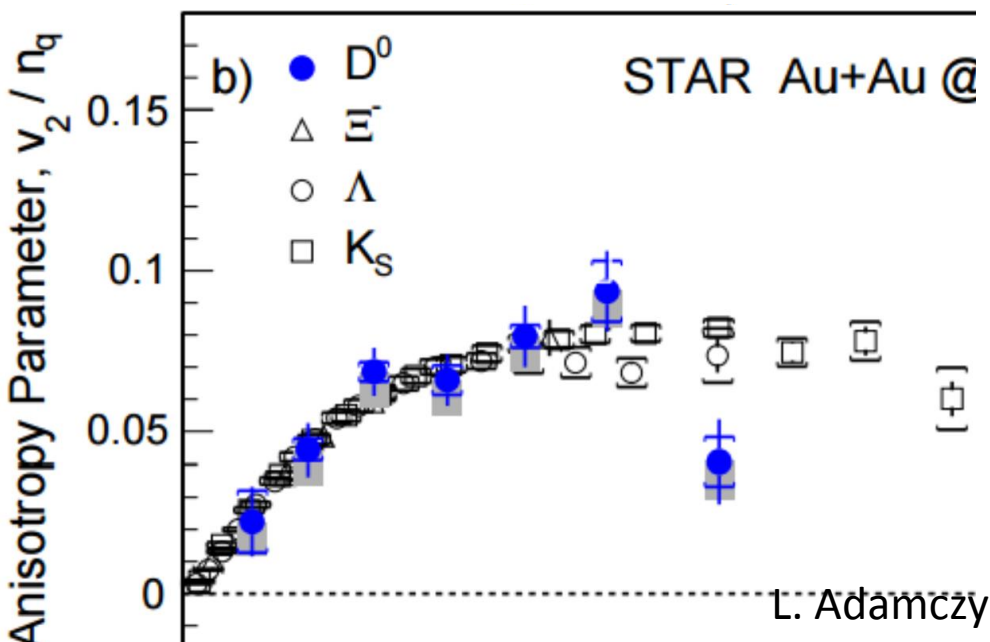 Anisotropy Parameter, v₂ / n_q
0.15
0.1
0.05
0
b)
D⁰
Ξ⁻
Λ
K_S
STAR Au+Au @
L. Adamczy